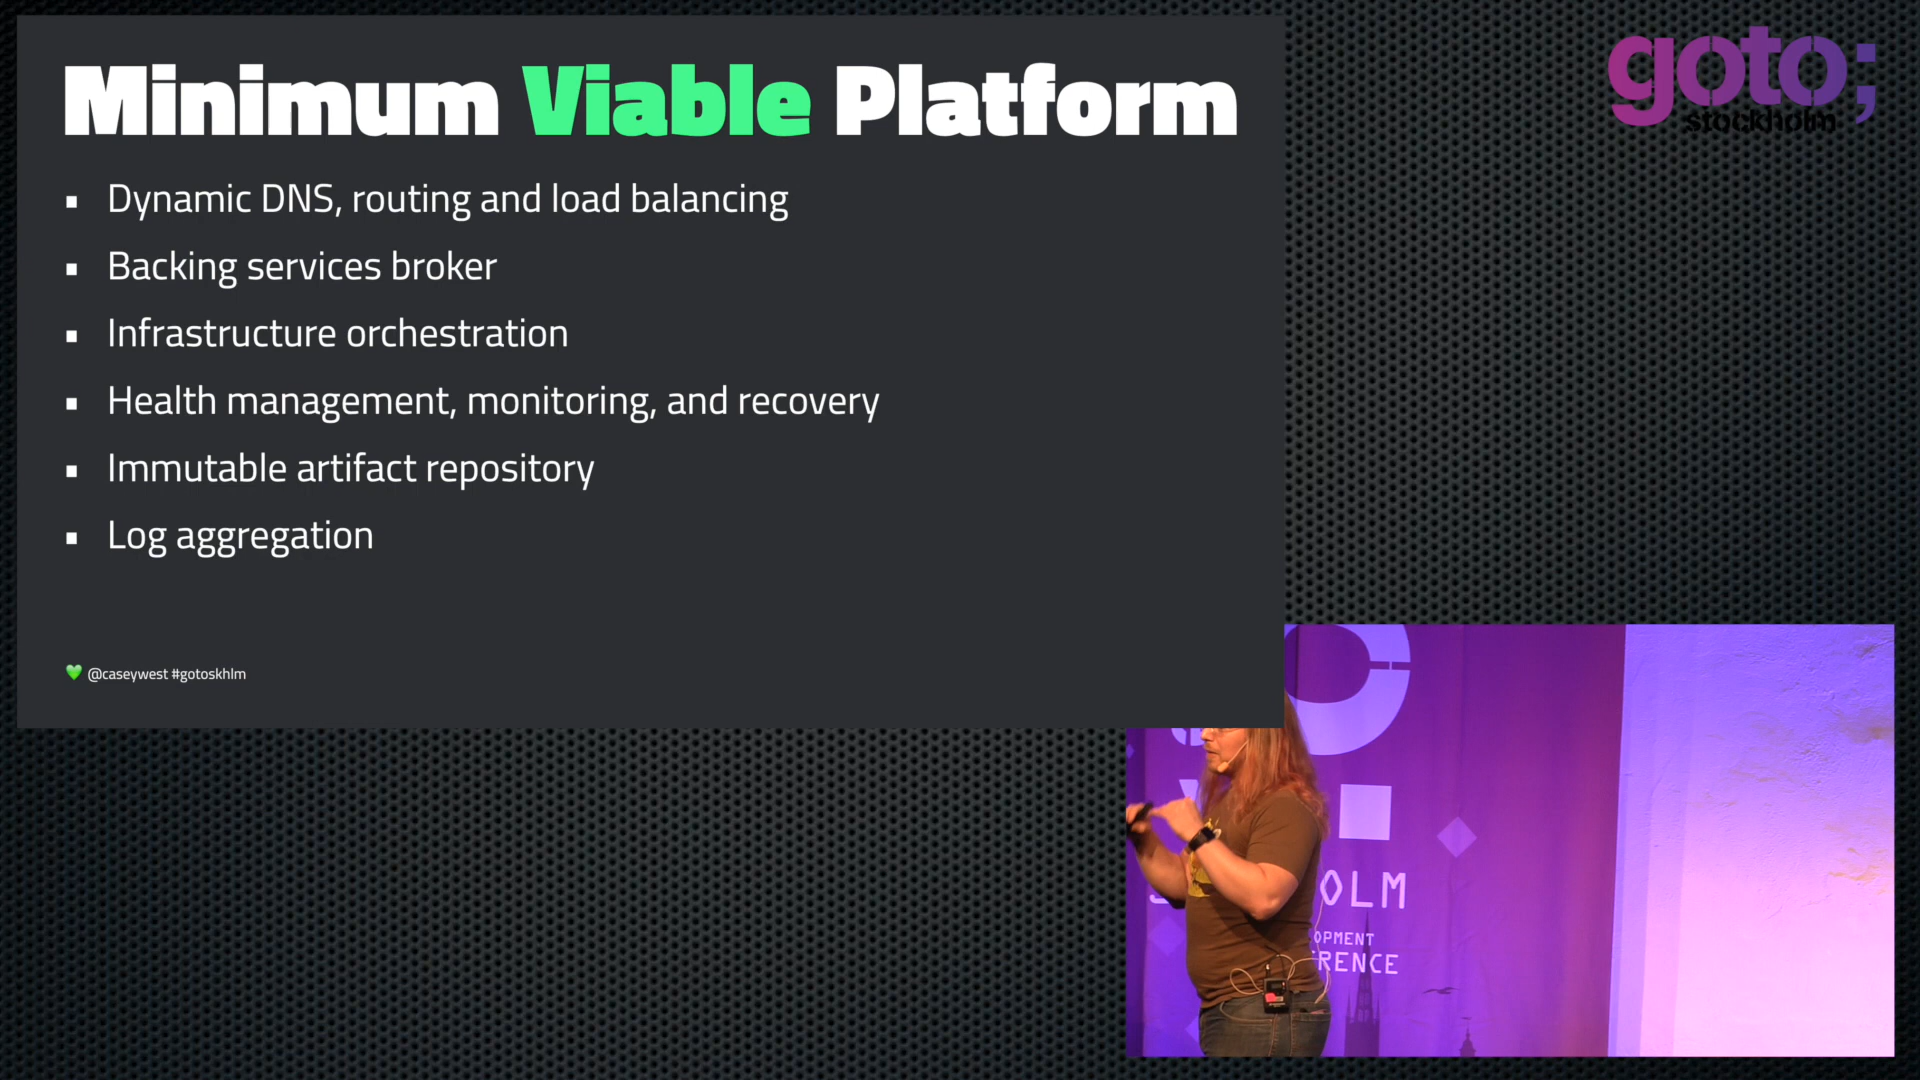 Minimum Viable Platform
Dynamic DNS, routing and load balancing
Backing services broker
Infrastructure orchestration
Health management, monitoring, and recovery
Immutable artifact repository
Log aggregation
💚 @caseywest #gotoskhlm
goto;
stockholm
OLM
OPMENT
RENCE